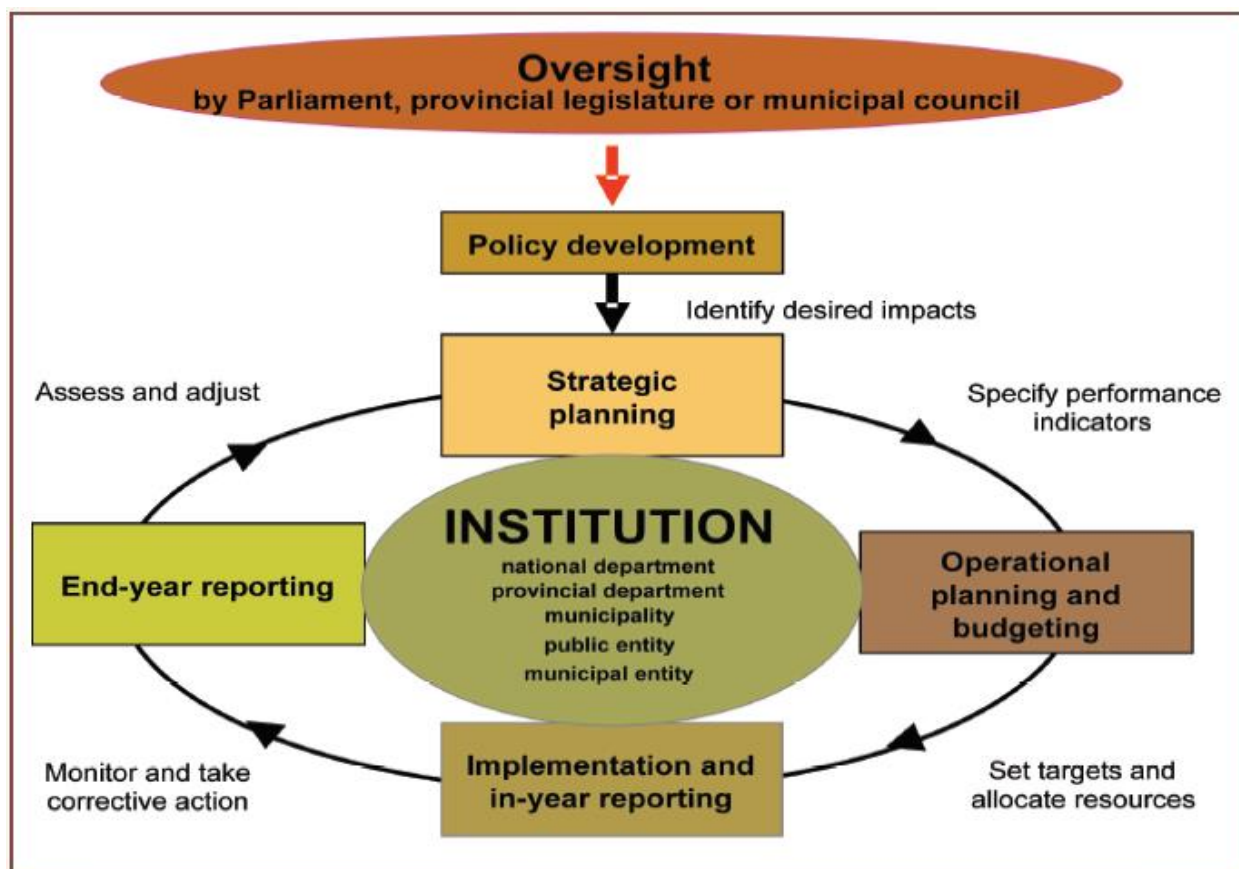 Oversight
by Parliament, provincial legislature or municipal council
Policy development
Identify desired impacts
Strategic
planning
Assess and adjust
Specify performance
indicators
INSTITUTION
national department
provincial department
municipality
public entity
municipal entity
End-year reporting
Operational
planning and
budgeting
Monitor and take
corrective action
Implementation and
in-year reporting
Set targets and
allocate resources